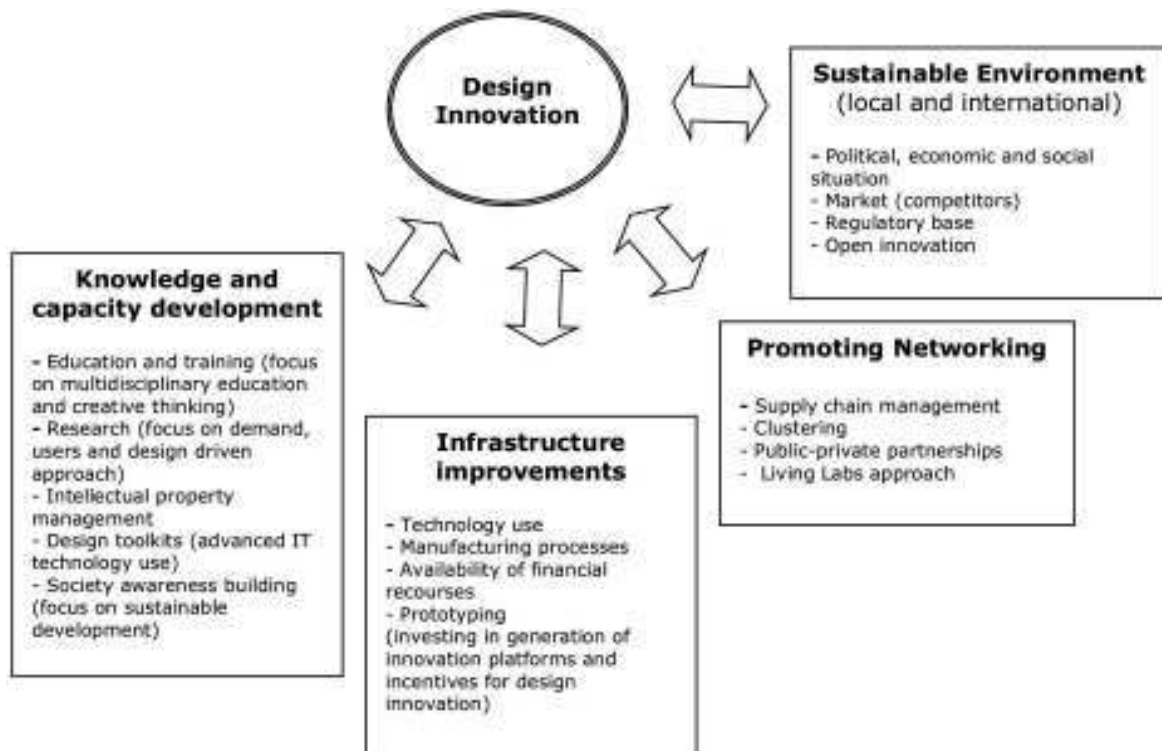 Design
Innovation
Sustainable Environment
(local and international)
- Political, economic and social
situation
- Market (competitors)
- Regulatory base
- Open innovation
Knowledge and
capacity development
- Education and training (focus
on multidisciplinary education
and creative thinking)
- Research (focus on demand,
users and design driven
approach)
- Intellectual property
management
- Design toolkits (advanced IT
technology use)
- Society awareness building
(focus on sustainable
development)
Infrastructure
improvements
- Technology use
- Manufacturing processes
- Availability of financial
recourses
- Prototyping
(investing in generation of
innovation platforms and
incentives for design
innovation)
Promoting Networking
- Supply chain management
- Clustering
- Public-private partnerships
- Living Labs approach